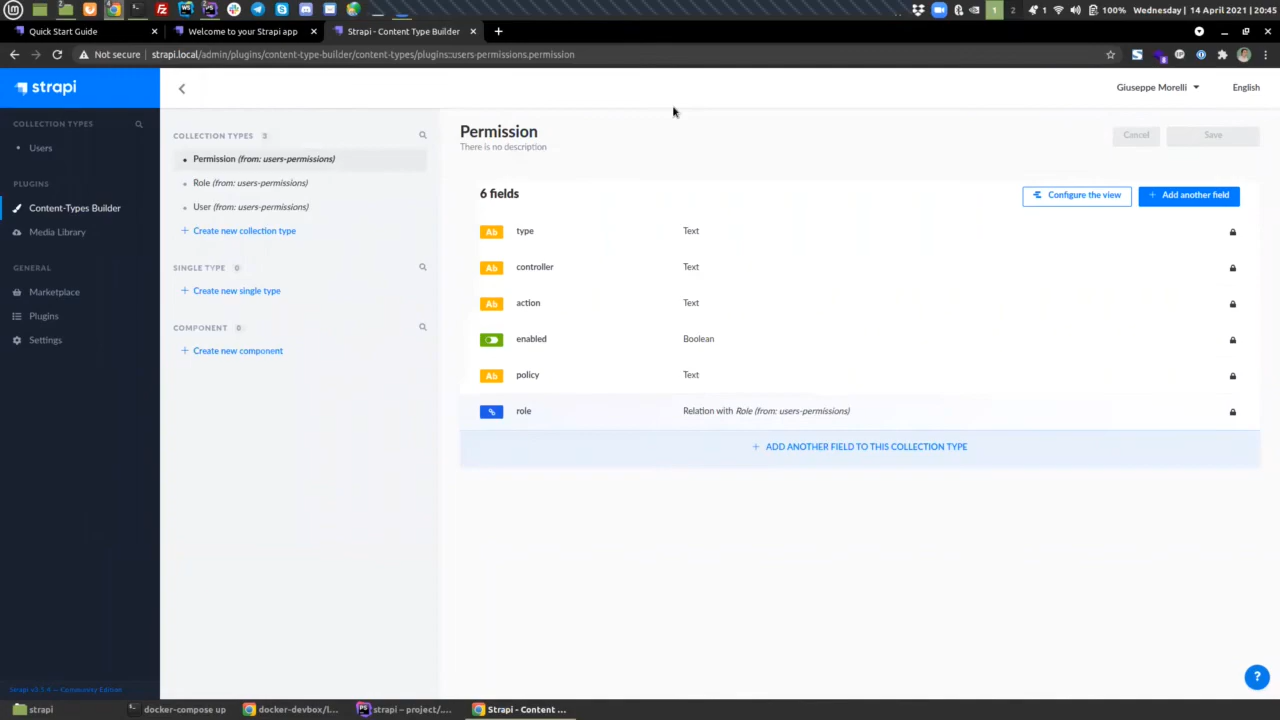 1
2
1
100%
Wednesday | 14 April 2021 | 20:45
Quick Start Guide
Welcome to your Strapi app
Strapi - Content Type Builder
Not secure
strapi.local/admin/plugins/content-type-builder/content-types/plugins::users-permissions.permission
strapi
Giuseppe Morelli
English
COLLECTION TYPES
Users
PLUGINS
Content-Types Builder
Media Library
GENERAL
Marketplace
Plugins
Settings
Strapi v3.5.4 — Community Edition
COLLECTION TYPES 3
Permission (from: users-permissions)
Role (from: users-permissions)
User (from: users-permissions)
+ Create new collection type
SINGLE TYPE 0
+ Create new single type
COMPONENT 0
+ Create new component
Permission
There is no description
Cancel
Save
6 fields
Configure the view
+ Add another field
Ab type Text
Ab controller Text
Ab action Text
enabled Boolean
Ab policy Text
role Relation with Role (from: users-permissions)
+ ADD ANOTHER FIELD TO THIS COLLECTION TYPE
?
strapi
docker-compose up
docker-devbox/l...
strapi – project/....
Strapi - Content ...